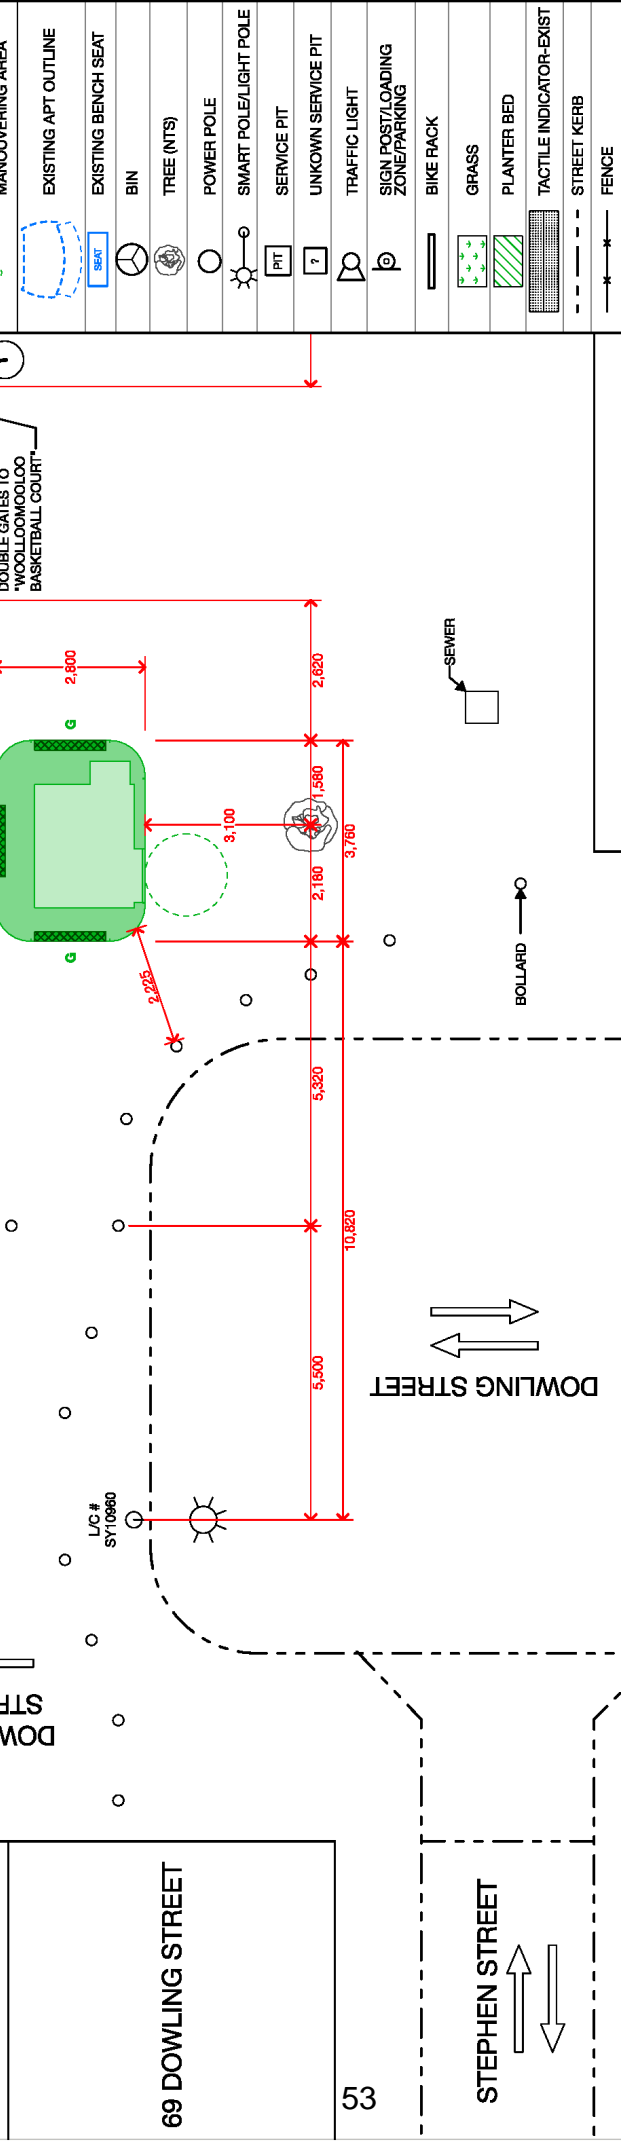 MANOUVERING AREA
EXISTING APT OUTLINE
SEAT
EXISTING BENCH SEAT
BIN
TREE (NTS)
POWER POLE
SMART POLE/LIGHT POLE
PIT
SERVICE PIT
?
UNKOWN SERVICE PIT
TRAFFIC LIGHT
SIGN POST/LOADING
ZONE/PARKING
BIKE RACK
GRASS
PLANTER BED
TACTILE INDICATOR-EXIST
STREET KERB
FENCE
DOUBLE GATES TO
"WOOLLOOMOOLOO
BASKETBALL COURT"
2,800
2,620
SEWER
G
1,580
3,100
3,760
2,180
G
BOLLARD
2,225
5,320
10,820
5,500
DOWLING STREET
L/C #
SY10960
DOW
STR
69 DOWLING STREET
STEPHEN STREET
53